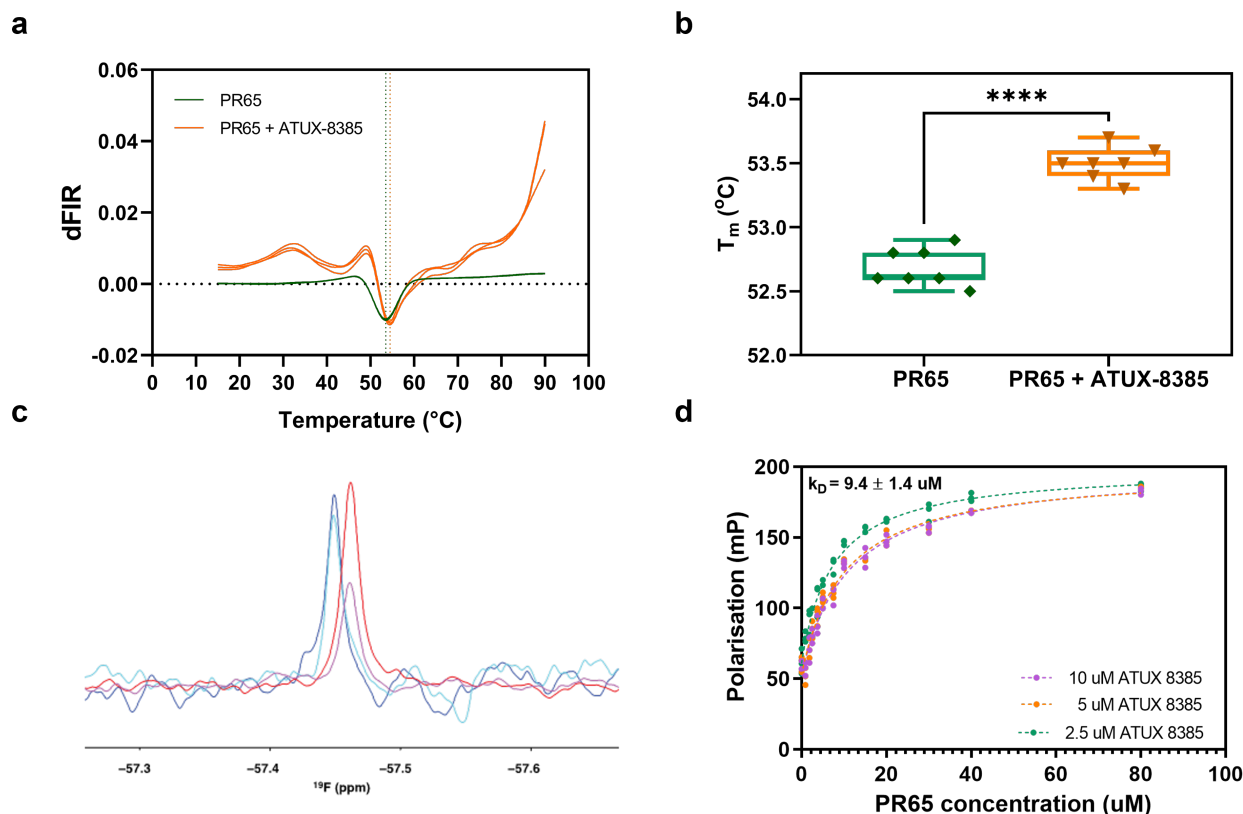 a
0.06
0.04
0.02
0.00
-0.02
dFIR
PR65
PR65 + ATUX-8385
0 10 20 30 40 50 60 70 80 90 100
Temperature (°C)
b
54.0
53.5
53.0
52.5
52.0
Tm (oC)
****
PR65 PR65 + ATUX-8385
c
−57.3 −57.4 −57.5 −57.6
¹⁹F (ppm)
d
200
150
100
50
0
Polarisation (mP)
kD = 9.4 ± 1.4 uM
10 uM ATUX 8385
5 uM ATUX 8385
2.5 uM ATUX 8385
0 20 40 60 80 100
PR65 concentration (uM)